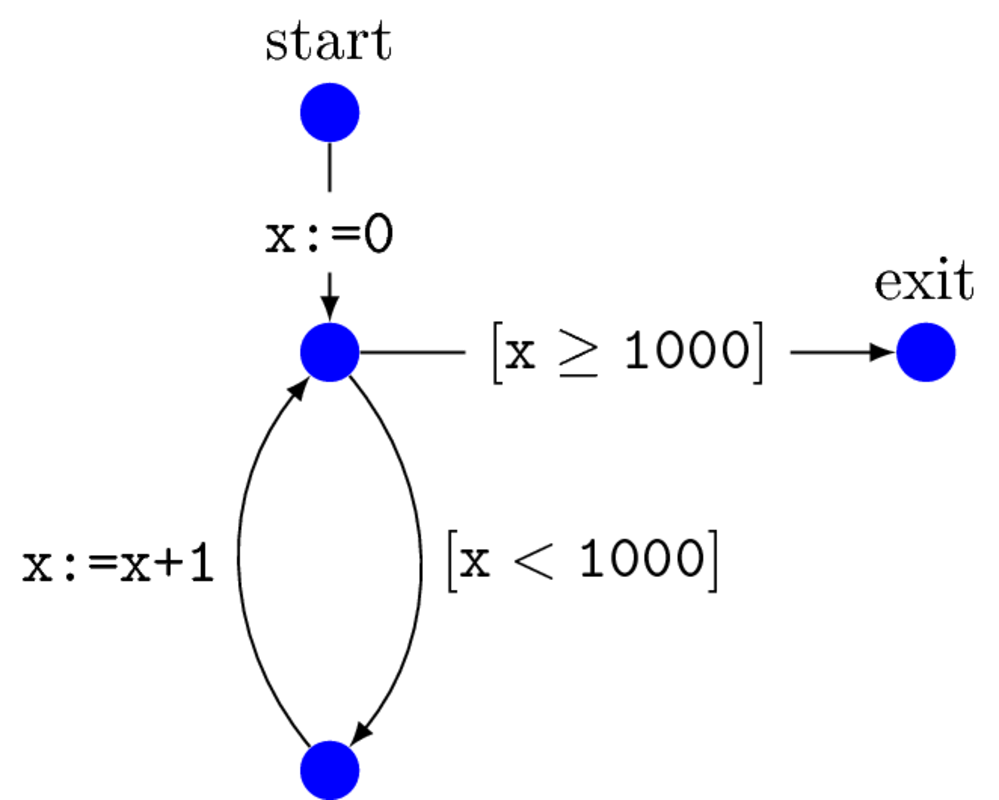 start
x:=0
exit
[x ≥ 1000]
x:=x+1
[x < 1000]